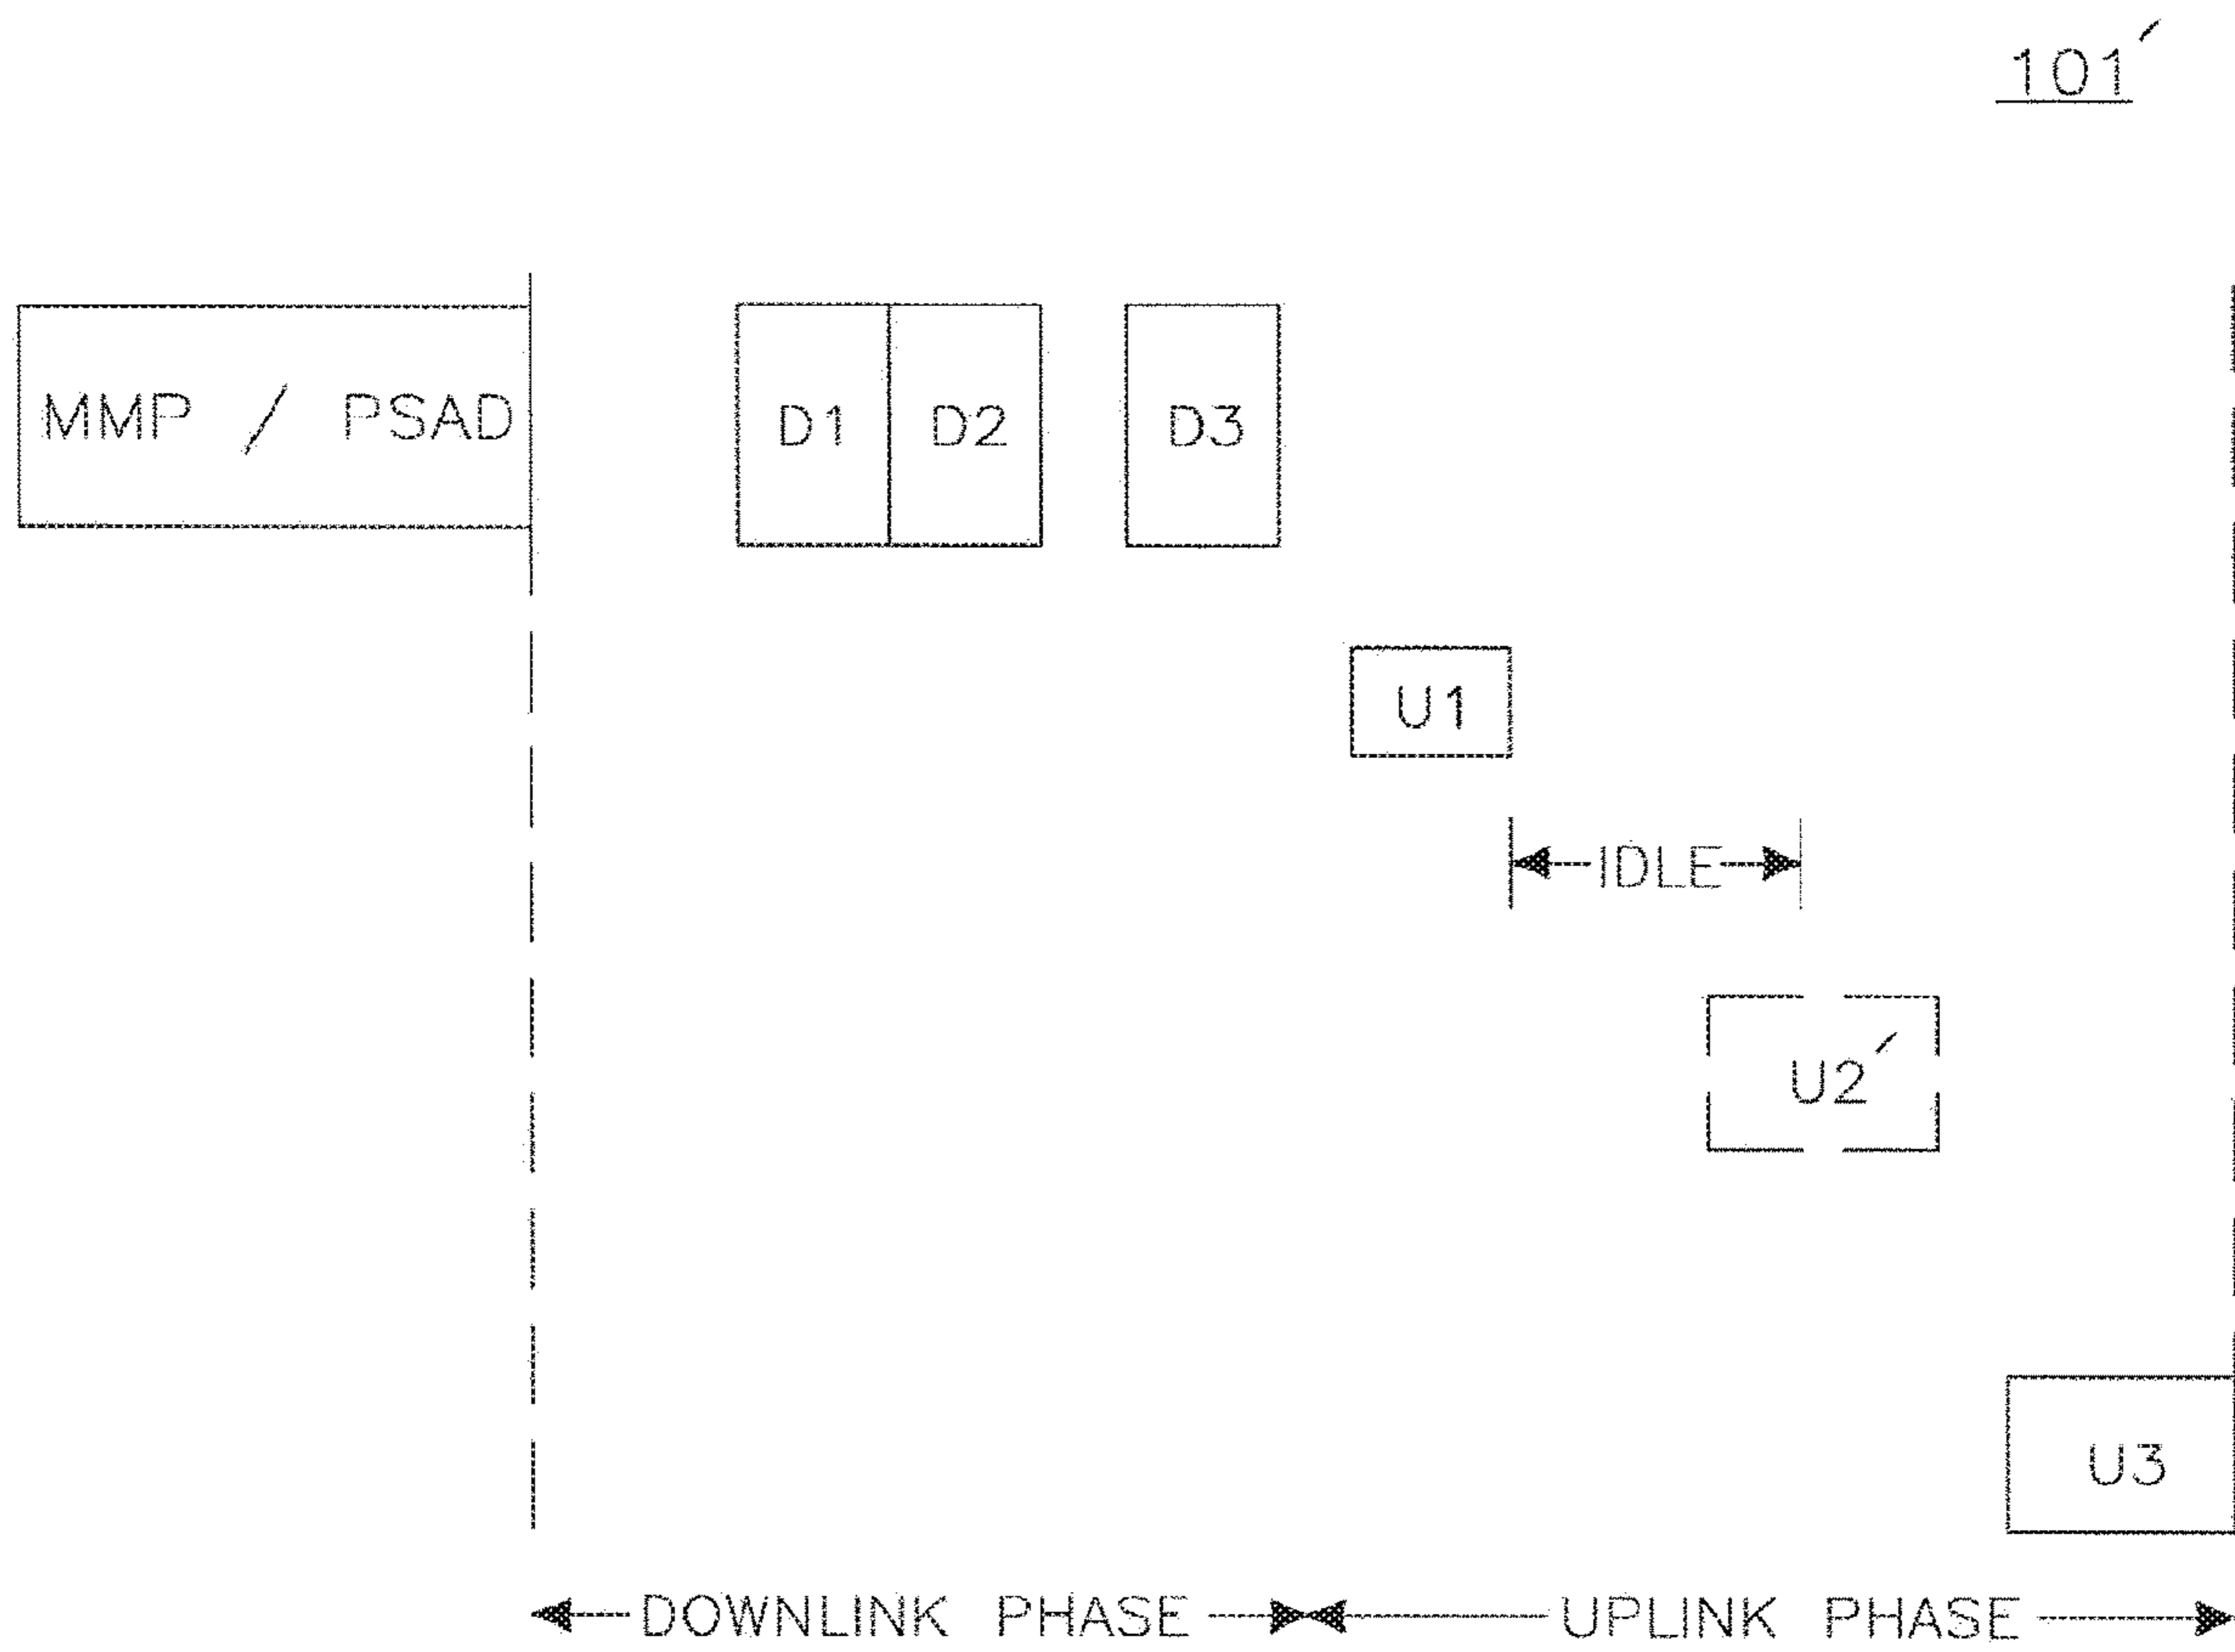 101′
MMP / PSAD
D1 D2 D3
U1
IDLE
U2′
U3
DOWNLINK PHASE UPLINK PHASE